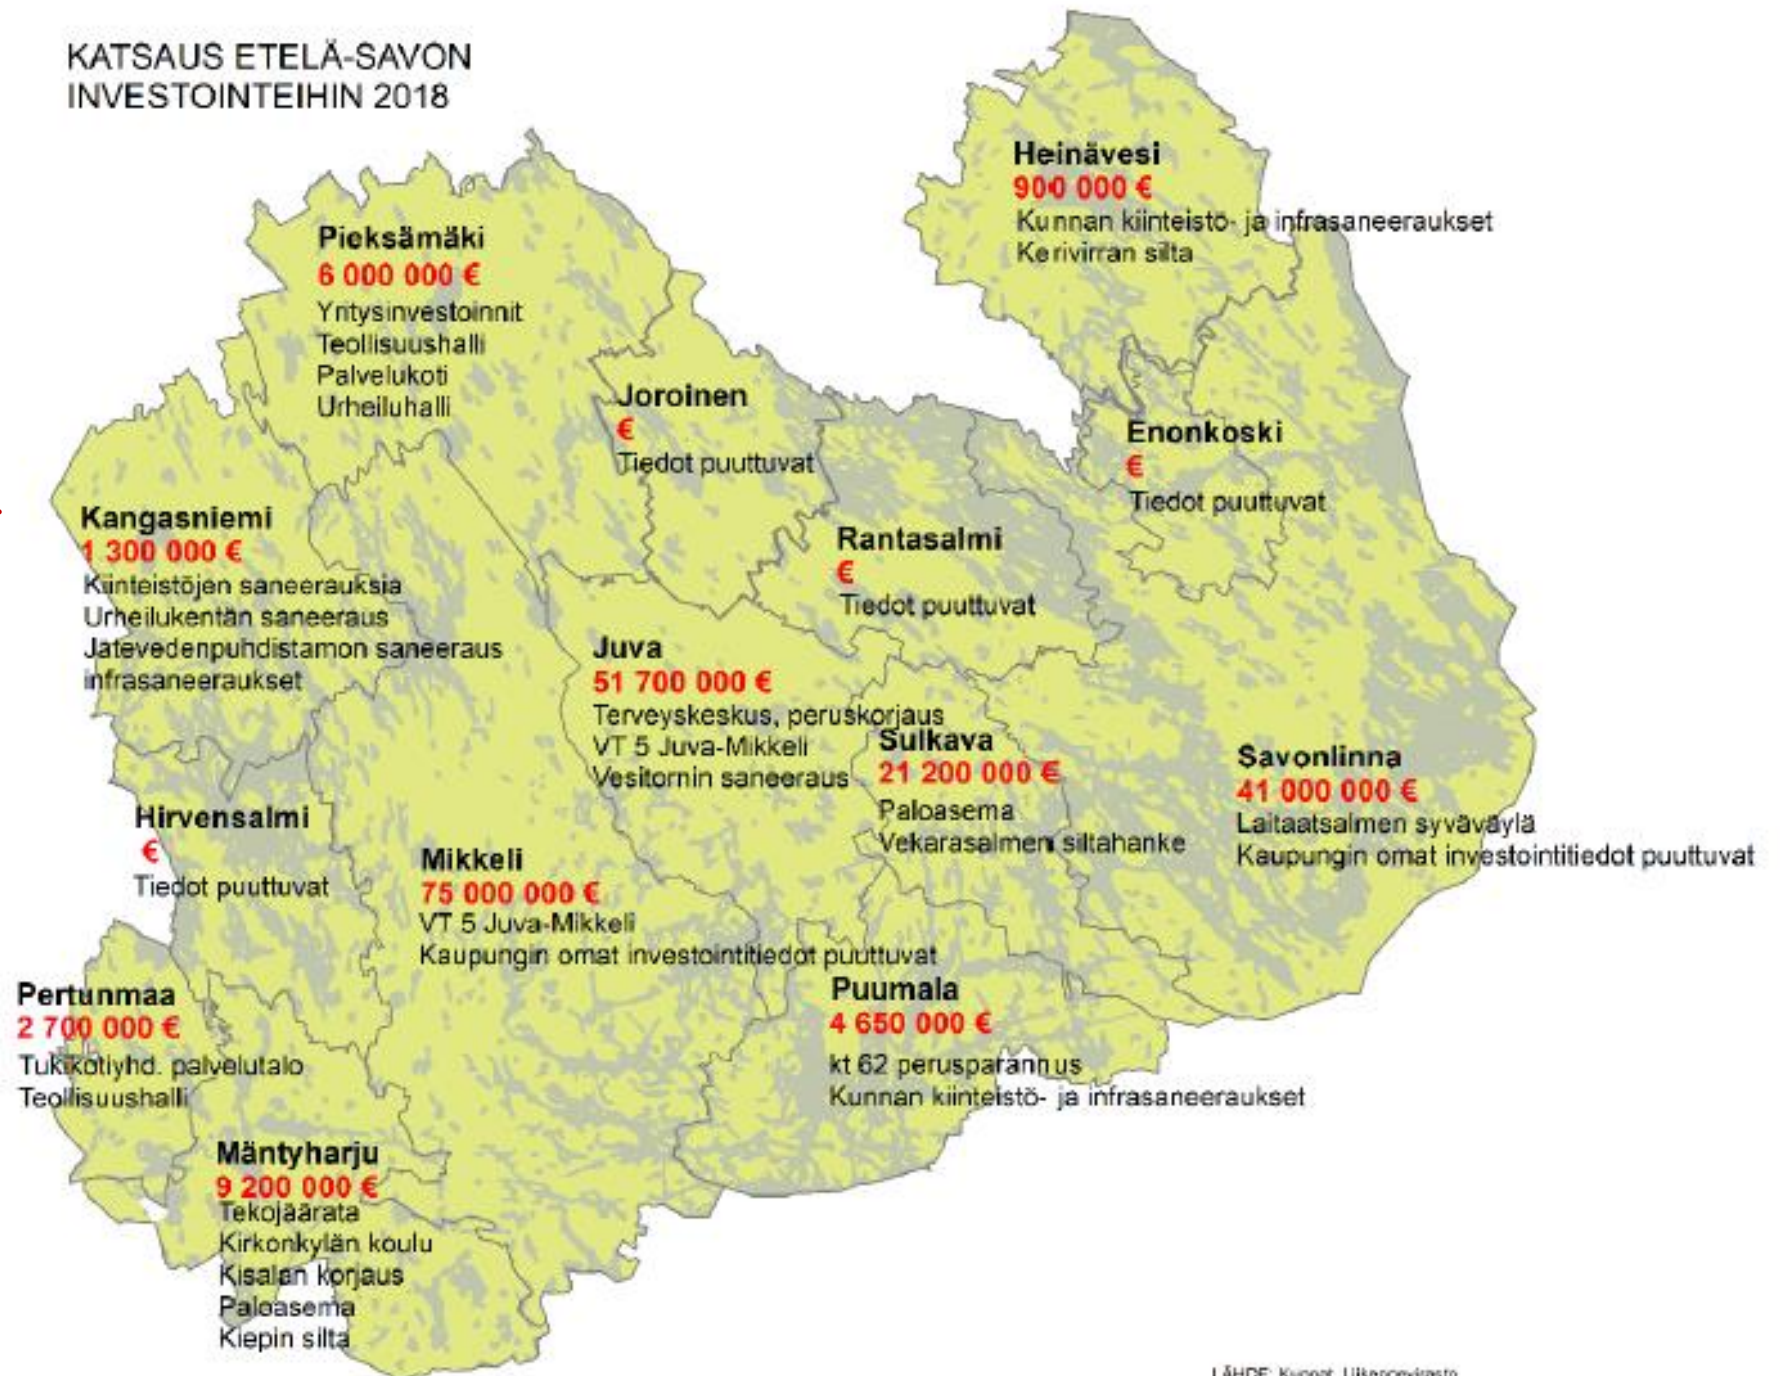 KATSAUS ETELÄ-SAVON
INVESTOINTEIHIN 2018
Heinävesi
900 000 €
Kunnan kiinteistö- ja infrasaneeraukset
Kerivirran silta
Pieksämäki
6 000 000 €
Yritysinvestoinnit
Teollisuushalli
Palvelukoti
Urheiluhalli
Joroinen
€
Tiedot puuttuvat
Enonkoski
€
Tiedot puuttuvat
Kangasniemi
1 300 000 €
Kiinteistöjen saneerauksia
Urheilukentän saneeraus
Jatevedenpuhdistamon saneeraus
infrasaneeraukset
Rantasalmi
€
Tiedot puuttuvat
Juva
51 700 000 €
Terveyskeskus, peruskorjaus
VT 5 Juva-Mikkeli
Vesitornin saneeraus
Sulkava
21 200 000 €
Paloasema
Vekarasalmen siltahanke
Savonlinna
41 000 000 €
Laitaatsalmen syväväylä
Kaupungin omat investointitiedot puuttuvat
Hirvensalmi
€
Tiedot puuttuvat
Mikkeli
75 000 000 €
VT 5 Juva-Mikkeli
Kaupungin omat investointitiedot puuttuvat
Pertunmaa
2 700 000 €
Tukikotiyhd. palvelutalo
Teollisuushalli
Puumala
4 650 000 €
kt 62 perusparannus
Kunnan kiinteistö- ja infrasaneeraukset
Mäntyharju
9 200 000 €
Tekojäärata
Kirkonkylän koulu
Kisalan korjaus
Paloasema
Kiepin silta
LÄHDE: Kunnat,